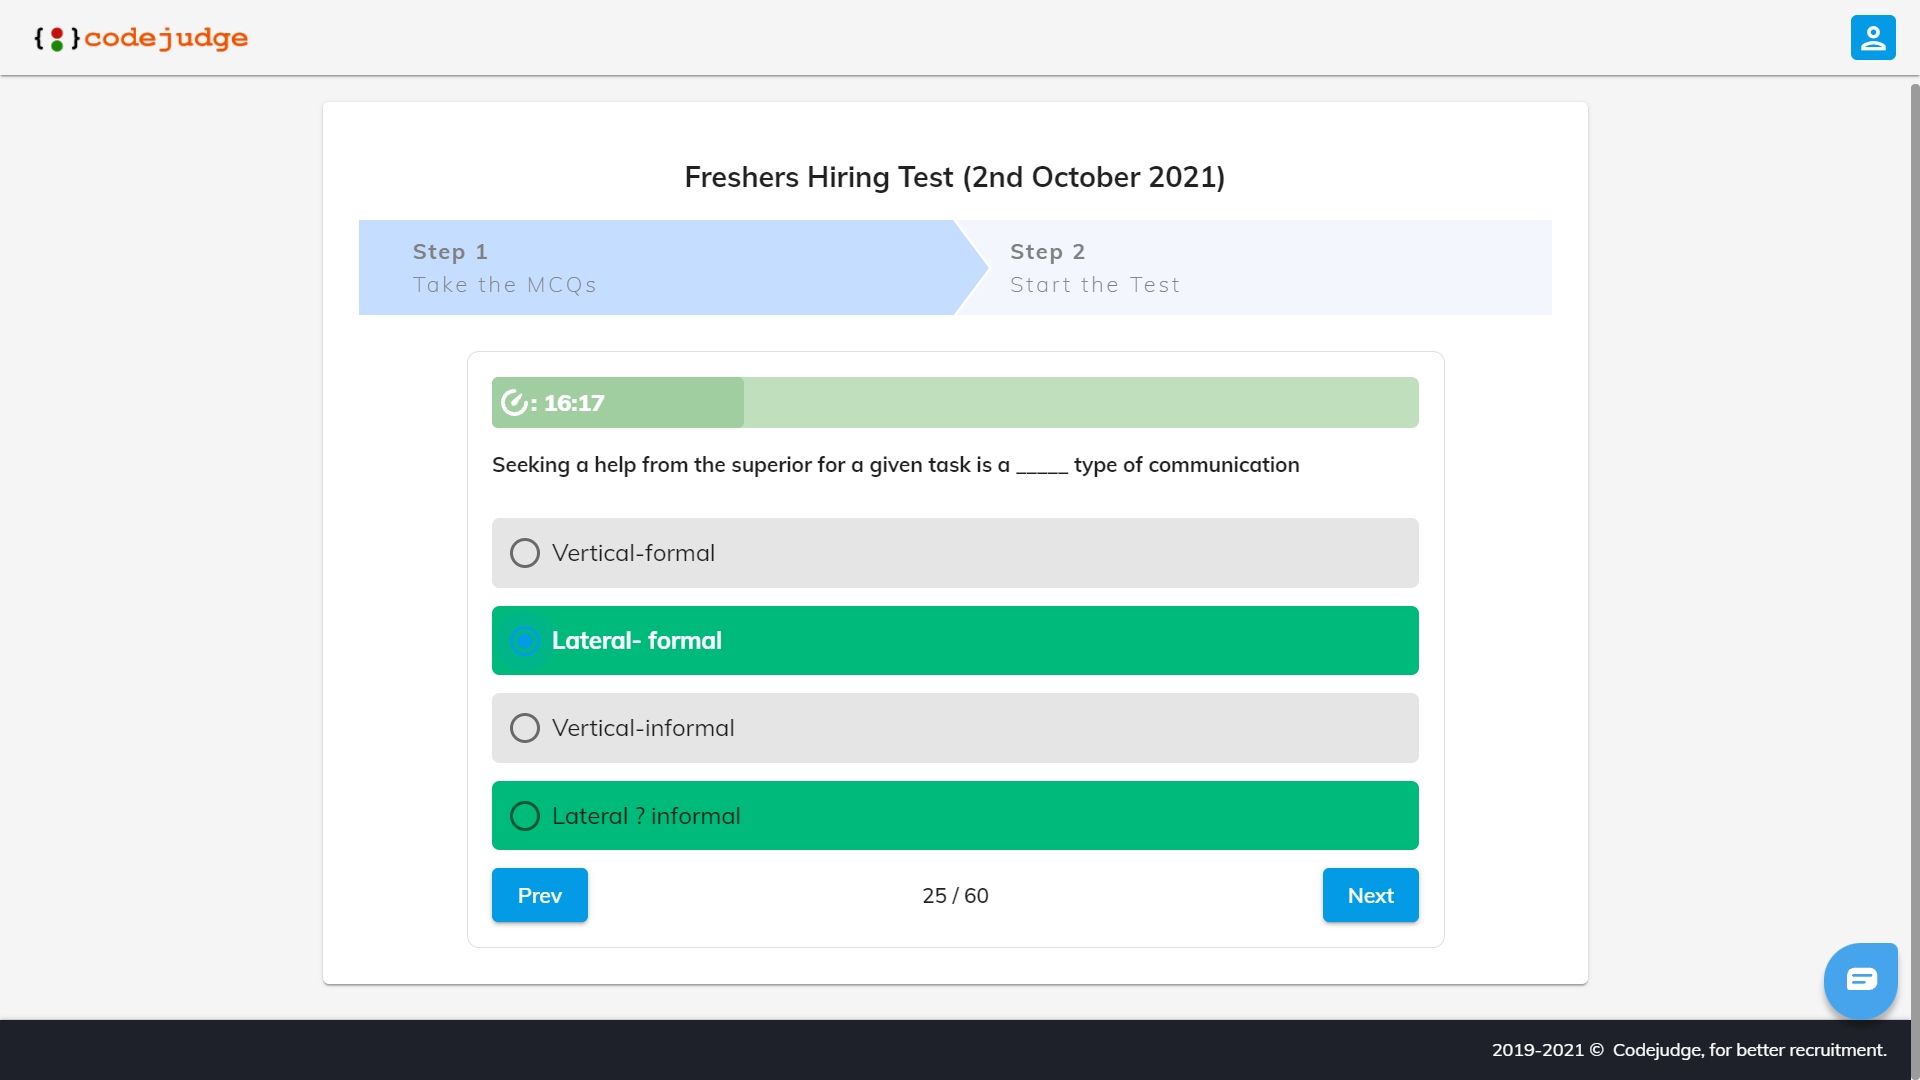 {:}codejudge
Freshers Hiring Test (2nd October 2021)
Step 1
Take the MCQs
Step 2
Start the Test
: 16:17
Seeking a help from the superior for a given task is a _____ type of communication
Vertical-formal
Lateral- formal
Vertical-informal
Lateral ? informal
Prev
25 / 60
Next
2019-2021 © Codejudge, for better recruitment.